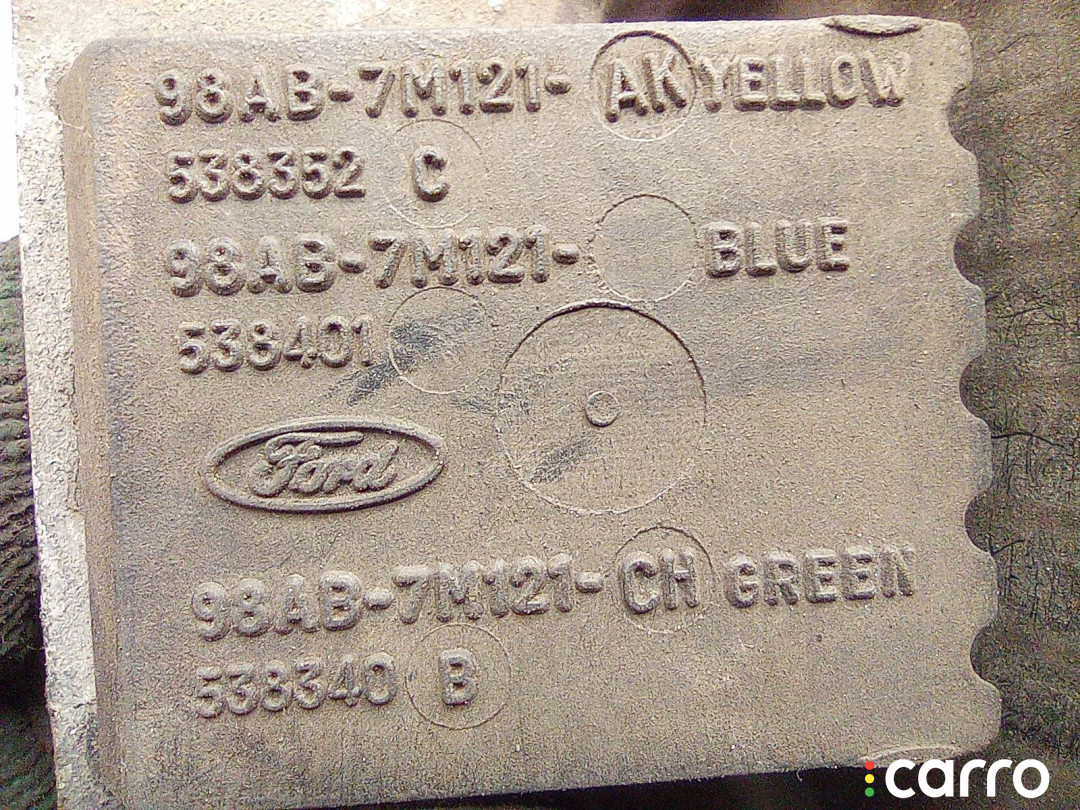 98AB-7M121- AK YELLOW
538352 C
98AB-7M121- BLUE
538401
Ford
98AB-7M121- CH GREEN
538340 B
carro